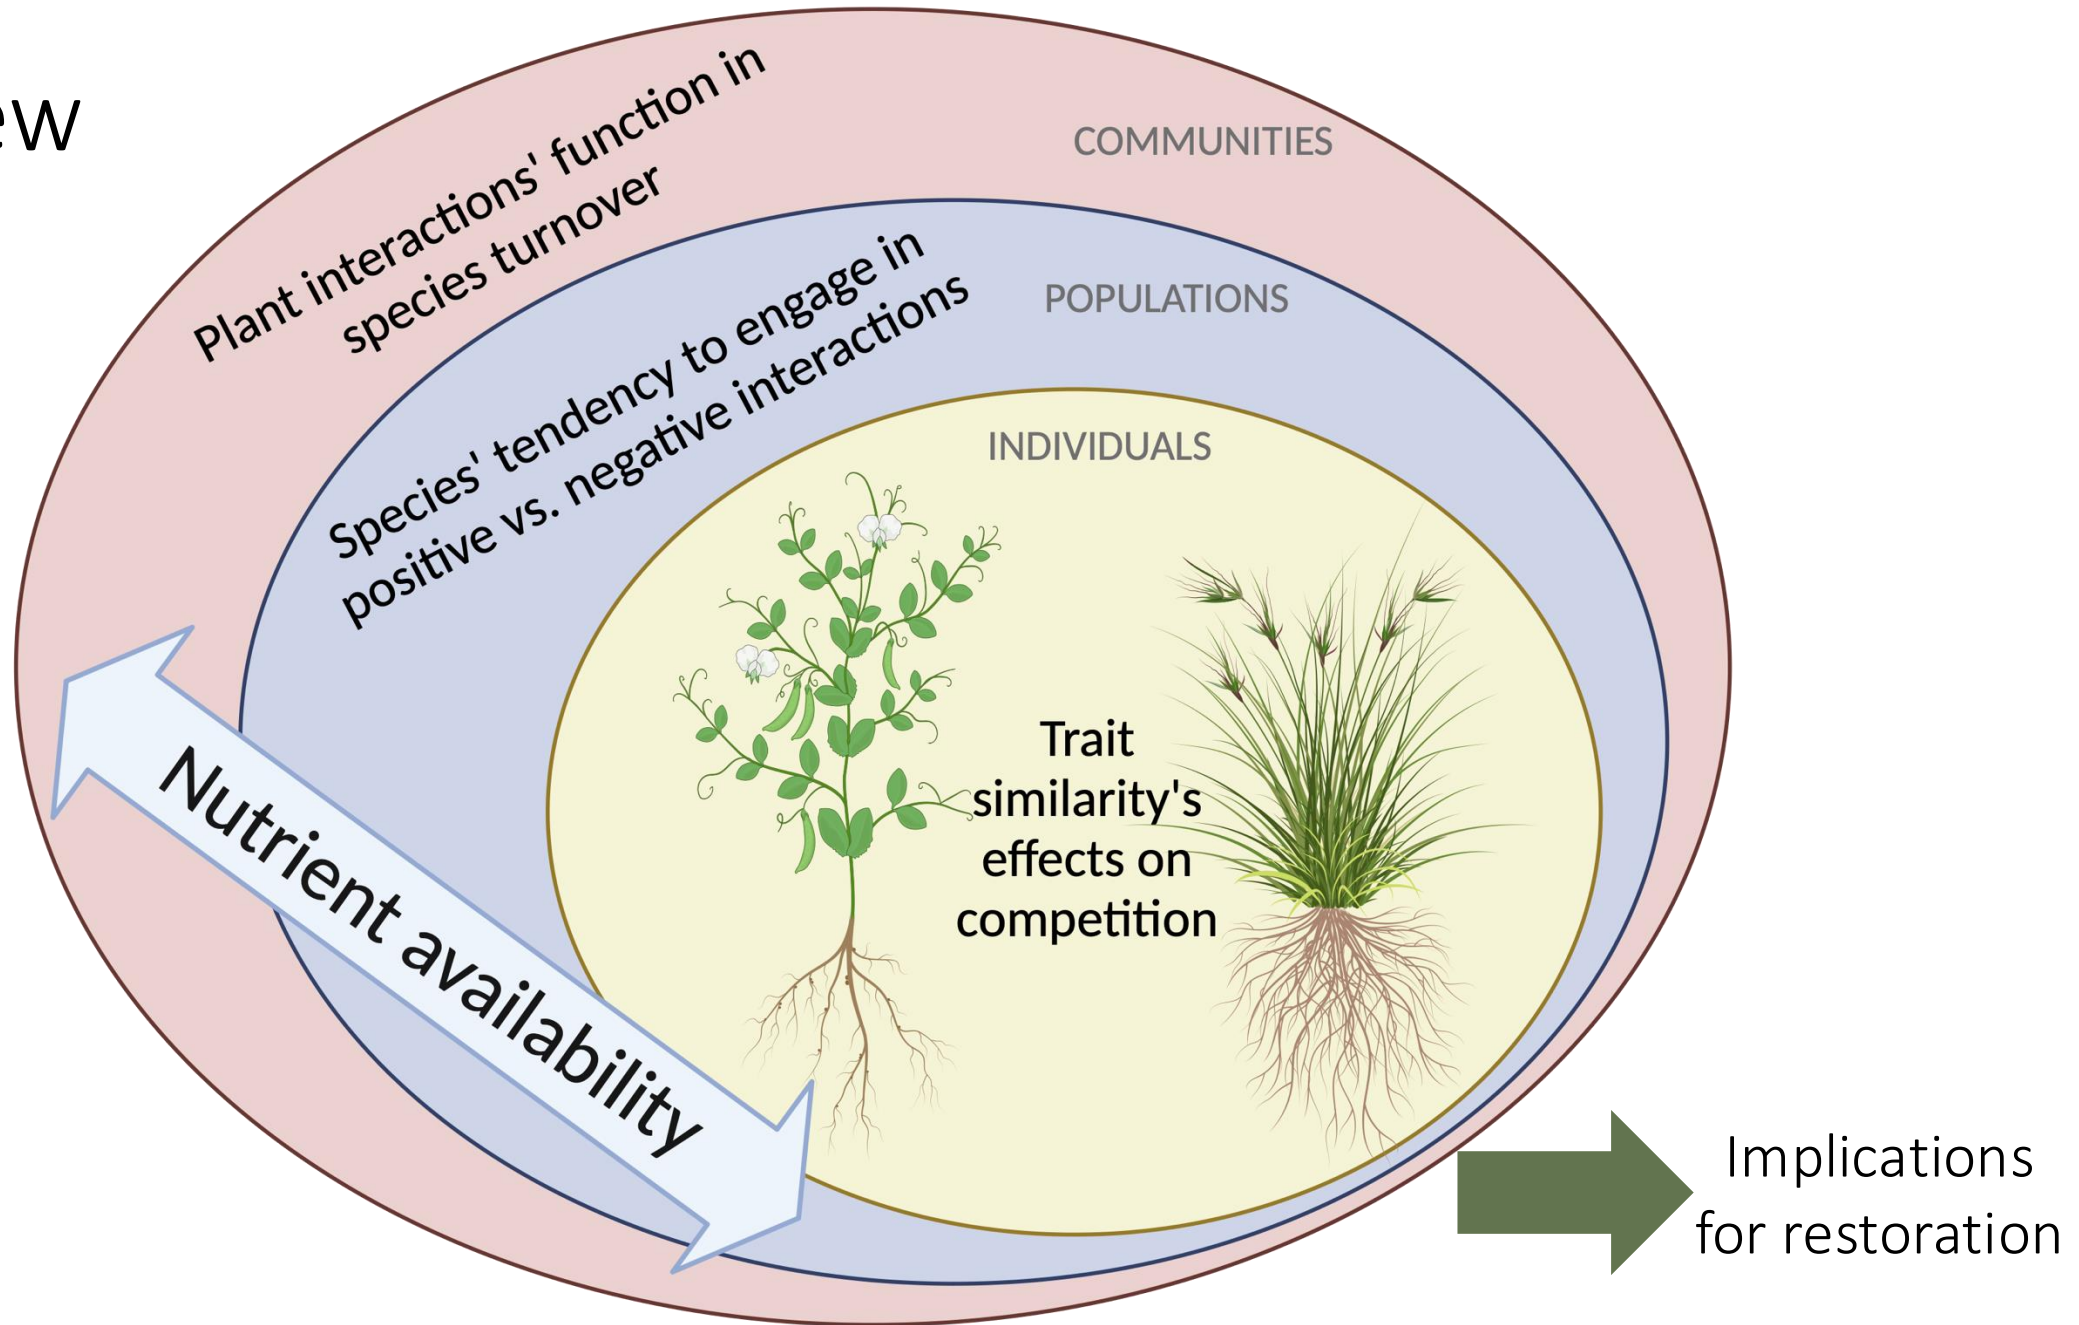 Plant interactions' function in
species turnover
COMMUNITIES
Species' tendency to engage in
positive vs. negative interactions
POPULATIONS
INDIVIDUALS
Trait
similarity's
effects on
competition
Nutrient availability
Implications
for restoration